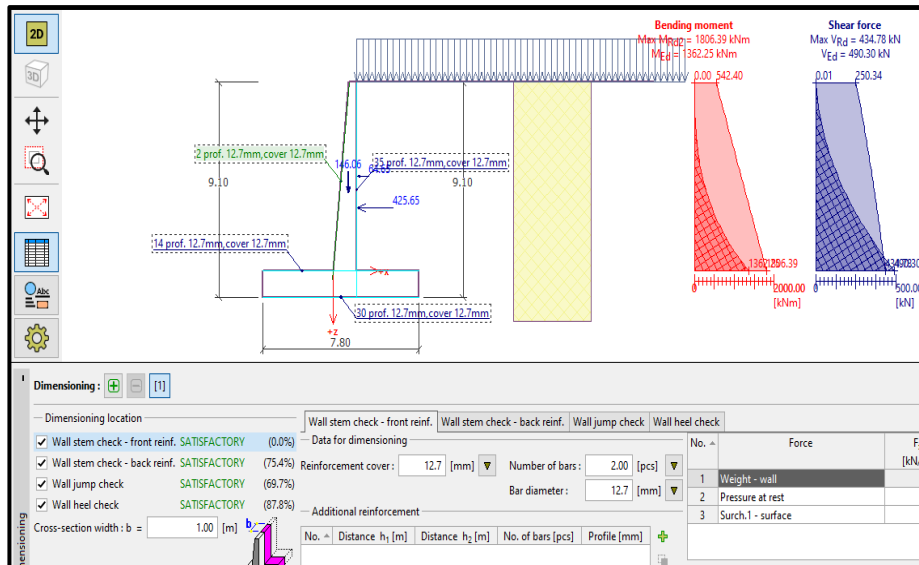 2D
3D
Abc
Bending moment
Max MRd2 = 1806.39 kNm
MEd = 1362.25 kNm
0.00 542.40
2000.00
[kNm]
Shear force
Max VRd = 434.78 kN
VEd = 490.30 kN
0.01 250.34
500.00
[kN]
2 prof. 12.7mm,cover 12.7mm
146.06
35 prof. 12.7mm,cover 12.7mm
9.10
9.10
425.65
14 prof. 12.7mm,cover 12.7mm
+x
30 prof. 12.7mm,cover 12.7mm
+z
7.80
Dimensioning : [1]
Dimensioning location
Wall stem check - front reinf. SATISFACTORY (0.0%)
Wall stem check - back reinf. SATISFACTORY (75.4%)
Wall jump check SATISFACTORY (69.7%)
Wall heel check SATISFACTORY (87.8%)
Cross-section width : b = 1.00 [m]
b
Wall stem check - front reinf. Wall stem check - back reinf. Wall jump check Wall heel check
Data for dimensioning
Reinforcement cover : 12.7 [mm] Number of bars : 2.00 [pcs]
Bar diameter : 12.7 [mm]
Additional reinforcement
No. Distance h1 [m] Distance h2 [m] No. of bars [pcs] Profile [mm]
No. Force
1 Weight - wall
2 Pressure at rest
3 Surch.1 - surface